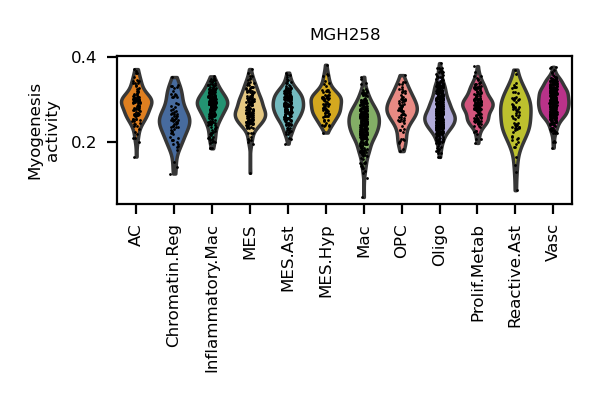 MGH258
Myogenesis
activity
0.4
0.2
AC
Chromatin.Reg
Inflammatory.Mac
MES
MES.Ast
MES.Hyp
Mac
OPC
Oligo
Prolif.Metab
Reactive.Ast
Vasc